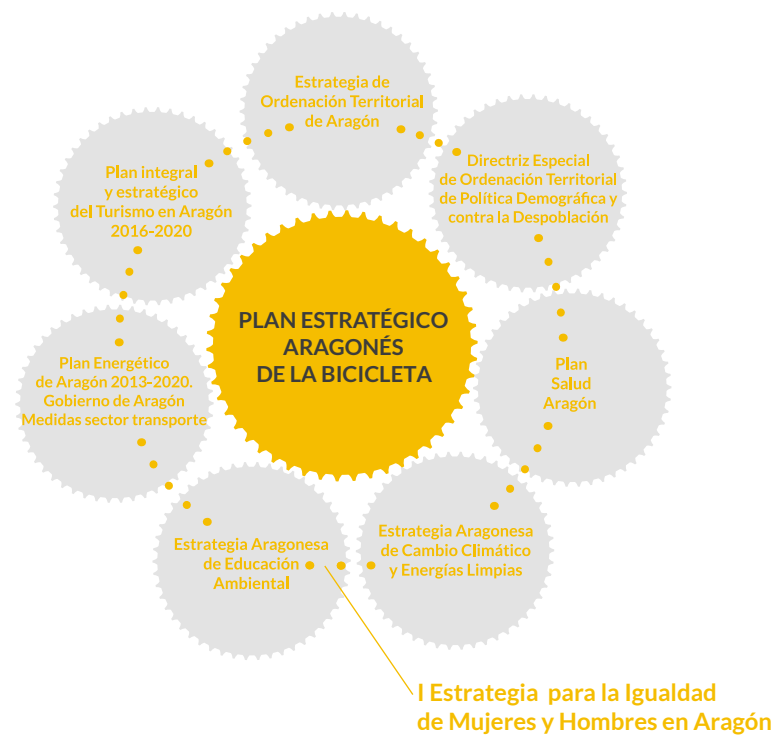 Estrategia de
Ordenación Territorial
de Aragón
Plan integral
y estratégico
del Turismo en Aragón
2016-2020
Directriz Especial
de Ordenación Territorial
de Política Demográfica y
contra la Despoblación
PLAN ESTRATÉGICO
ARAGONÉS
DE LA BICICLETA
Plan Energético
de Aragón 2013-2020.
Gobierno de Aragón
Medidas sector transporte
Plan
Salud
Aragón
Estrategia Aragonesa
de Educación
Ambiental
Estrategia Aragonesa
de Cambio Climático
y Energías Limpias
I Estrategia para la Igualdad
de Mujeres y Hombres en Aragón